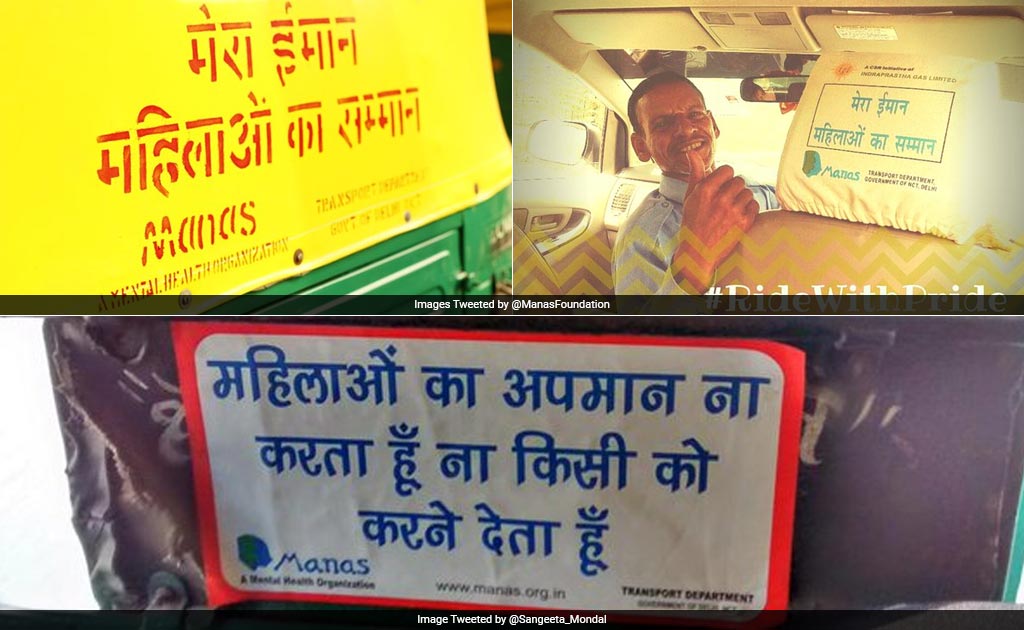 मेरा ईमान
महिलाओं का सम्मान
Manas
A MENTAL HEALTH ORGANIZATION
TRANSPORT DEPARTMENT
GOVT OF DELHI NCT
A CSR Initiative of
INDRAPRASTHA GAS LIMITED
मेरा ईमान
महिलाओं का सम्मान
Manas
TRANSPORT DEPARTMENT,
GOVERNMENT OF NCT, DELHI
#RideWithPride
Images Tweeted by @ManasFoundation
महिलाओं का अपमान ना
करता हूँ ना किसी को
करने देता हूँ
Manas
A Mental Health Organization
www.manas.org.in
TRANSPORT DEPARTMENT
GOVERNMENT OF DELHI, NCT
Image Tweeted by @Sangeeta_Mondal